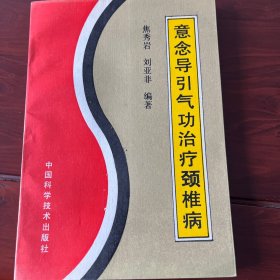 意念导引气功治疗颈椎病
焦秀岩 刘亚非 编著
中国科学技术出版社